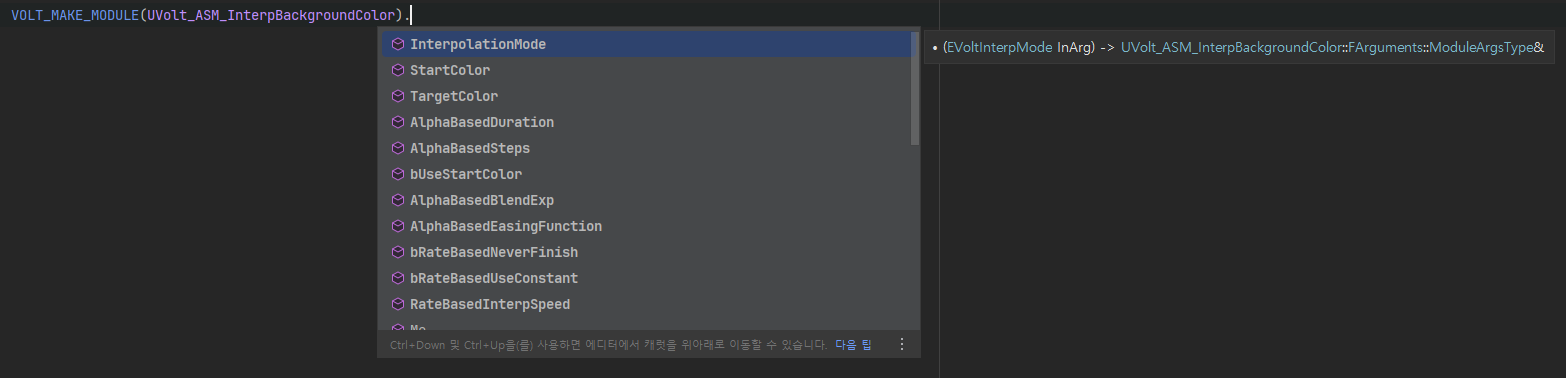 VOLT_MAKE_MODULE(UVolt_ASM_InterpBackgroundColor).
InterpolationMode
• (EVoltInterpMode InArg) -> UVolt_ASM_InterpBackgroundColor::FArguments::ModuleArgsType&
StartColor
TargetColor
AlphaBasedDuration
AlphaBasedSteps
bUseStartColor
AlphaBasedBlendExp
AlphaBasedEasingFunction
bRateBasedNeverFinish
bRateBasedUseConstant
RateBasedInterpSpeed
Me
Ctrl+Down 및 Ctrl+Up을(를) 사용하면 에디터에서 캐럿을 위아래로 이동할 수 있습니다. 다음 팁